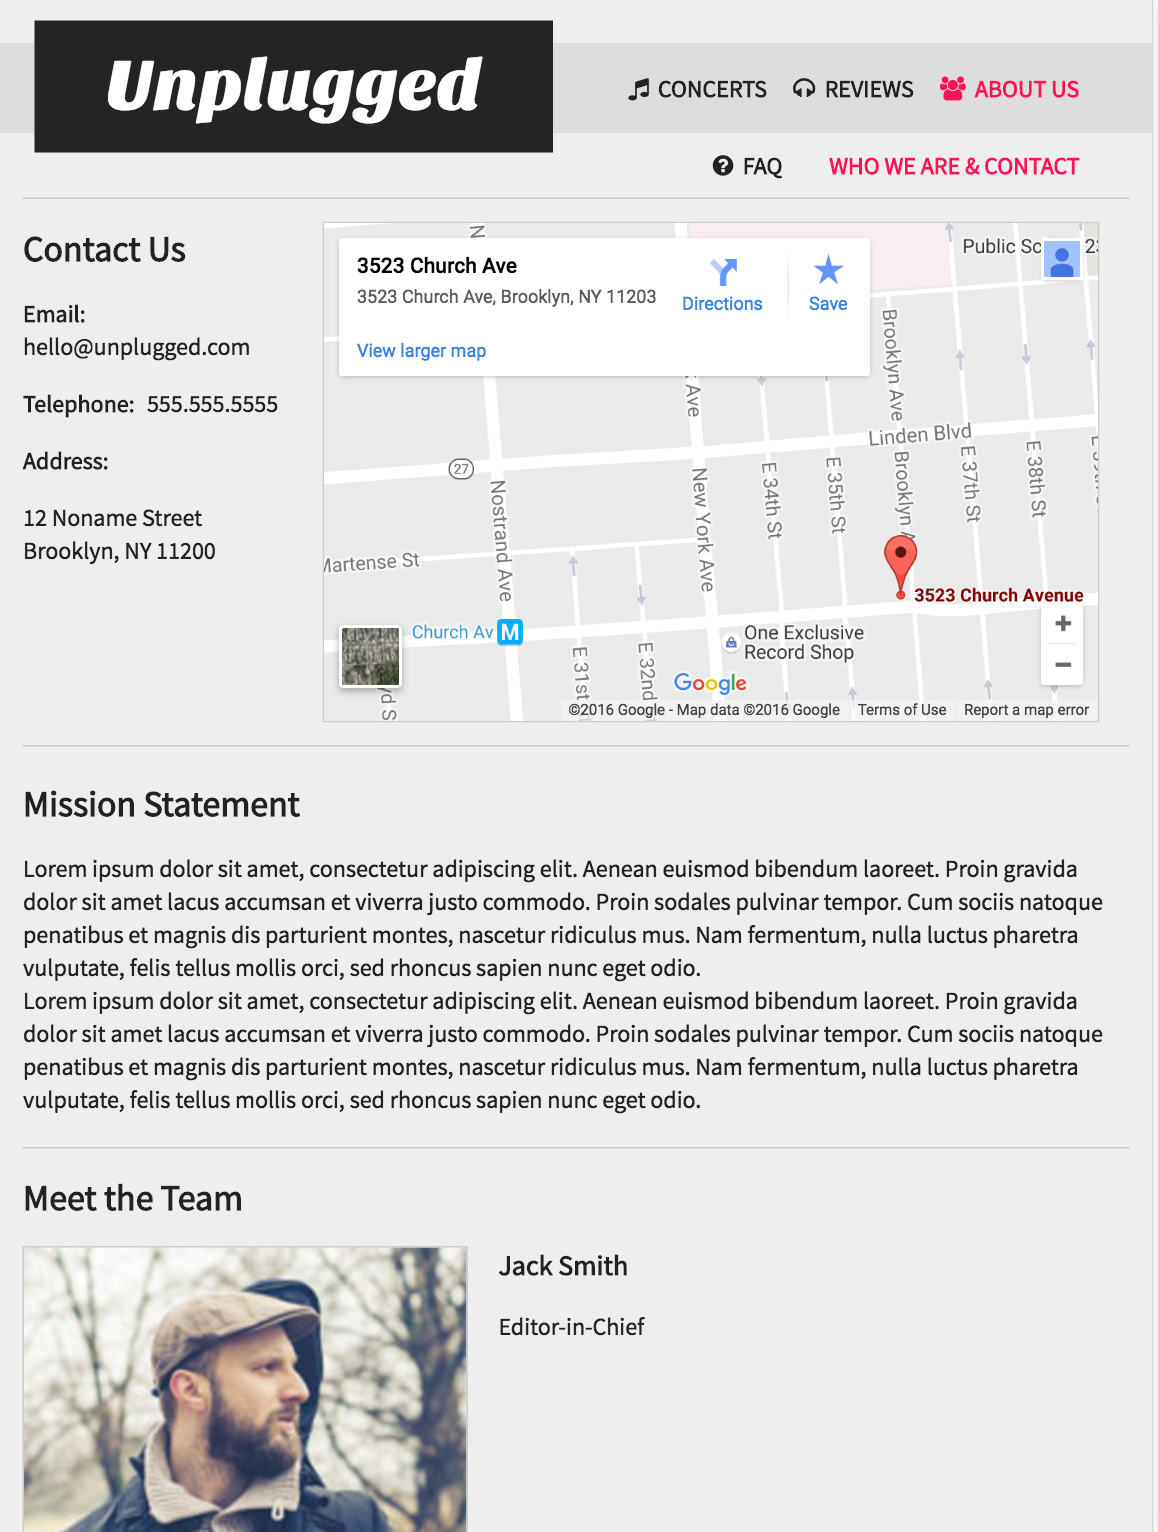 Unplugged
CONCERTS
REVIEWS
ABOUT US
FAQ
WHO WE ARE & CONTACT
Contact Us
Email:
hello@unplugged.com
Telephone: 555.555.5555
Address:
12 Noname Street
Brooklyn, NY 11200
3523 Church Ave
3523 Church Ave, Brooklyn, NY 11203
View larger map
Directions
Save
Public Sc
Brooklyn Ave
Linden Blvd
27
Nostrand Ave
New York Ave
E 34th St
E 35th St
Brooklyn A
E 37th St
E 38th St
Martense St
3523 Church Avenue
Church Av M
One Exclusive
Record Shop
E 31st
E 32nd
Google
©2016 Google - Map data ©2016 Google
Terms of Use
Report a map error
Mission Statement
Lorem ipsum dolor sit amet, consectetur adipiscing elit. Aenean euismod bibendum laoreet. Proin gravida
dolor sit amet lacus accumsan et viverra justo commodo. Proin sodales pulvinar tempor. Cum sociis natoque
penatibus et magnis dis parturient montes, nascetur ridiculus mus. Nam fermentum, nulla luctus pharetra
vulputate, felis tellus mollis orci, sed rhoncus sapien nunc eget odio.
Lorem ipsum dolor sit amet, consectetur adipiscing elit. Aenean euismod bibendum laoreet. Proin gravida
dolor sit amet lacus accumsan et viverra justo commodo. Proin sodales pulvinar tempor. Cum sociis natoque
penatibus et magnis dis parturient montes, nascetur ridiculus mus. Nam fermentum, nulla luctus pharetra
vulputate, felis tellus mollis orci, sed rhoncus sapien nunc eget odio.
Meet the Team
Jack Smith
Editor-in-Chief